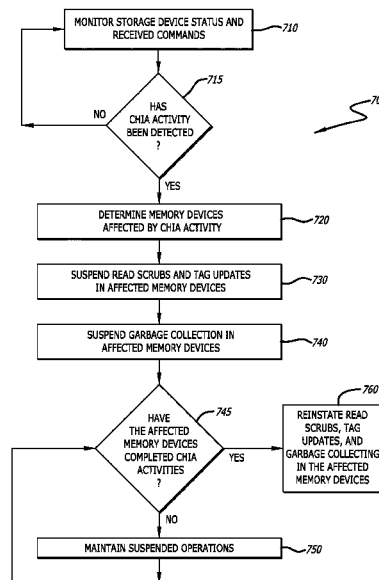 MONITOR STORAGE DEVICE STATUS AND
RECEIVED COMMANDS
710
715
HAS
CHIA ACTIVITY
BEEN DETECTED
?
NO
YES
DETERMINE MEMORY DEVICES
AFFECTED BY CHIA ACTIVITY
720
SUSPEND READ SCRUBS AND TAG UPDATES
IN AFFECTED MEMORY DEVICES
730
SUSPEND GARBAGE COLLECTION IN
AFFECTED MEMORY DEVICES
740
745
HAVE
THE AFFECTED
MEMORY DEVICES
COMPLETED CHIA
ACTIVITIES
?
YES
760
REINSTATE READ
SCRUBS, TAG
UPDATES, AND
GARBAGE COLLECTING
IN THE AFFECTED
MEMORY DEVICES
NO
MAINTAIN SUSPENDED OPERATIONS
750